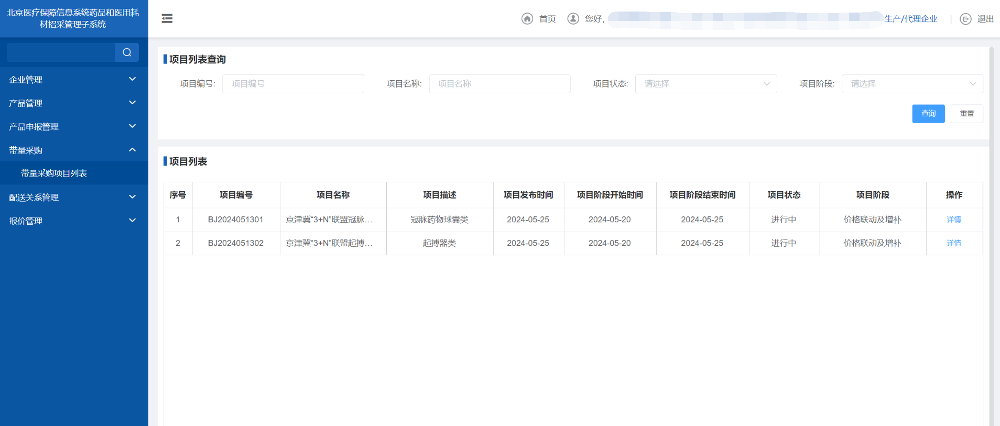 北京医疗保障信息系统药品和医用耗
材招采管理子系统
首页 您好, 生产/代理企业 退出
企业管理
产品管理
产品申报管理
带量采购
带量采购项目列表
配送关系管理
报价管理
项目列表查询
项目编号: 项目编号 项目名称: 项目名称 项目状态: 请选择 项目阶段: 请选择
查询 重置
项目列表
序号 项目编号 项目名称 项目描述 项目发布时间 项目阶段开始时间 项目阶段结束时间 项目状态 项目阶段 操作
1 BJ2024051301 京津冀“3+N”联盟冠脉... 冠脉药物球囊类 2024-05-25 2024-05-20 2024-05-25 进行中 价格联动及增补 详情
2 BJ2024051302 京津冀“3+N”联盟起搏... 起搏器类 2024-05-25 2024-05-20 2024-05-25 进行中 价格联动及增补 详情